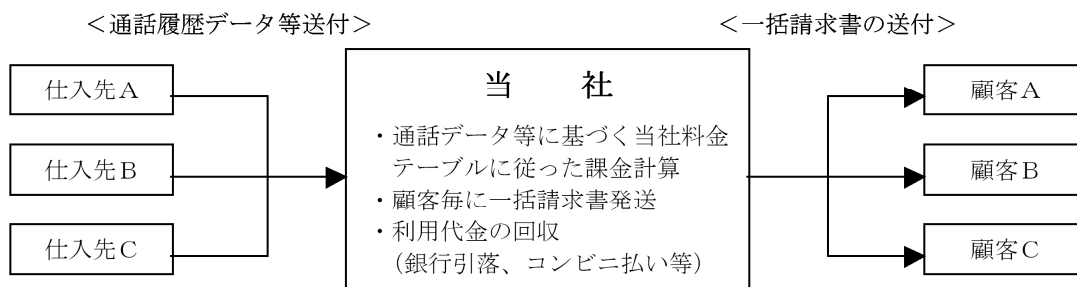 ＜通話履歴データ等送付＞
＜一括請求書の送付＞
仕入先Ａ
仕入先Ｂ
仕入先｣
当　　社
・通話データ等に基づく当社料金
テーブルに従った課金計算
・顧客毎に一括請求書発送
・利用代金の回収
（銀行引落、コンビニ払い等）
顧客Ａ
顧客Ｂ
顧客Ｃ